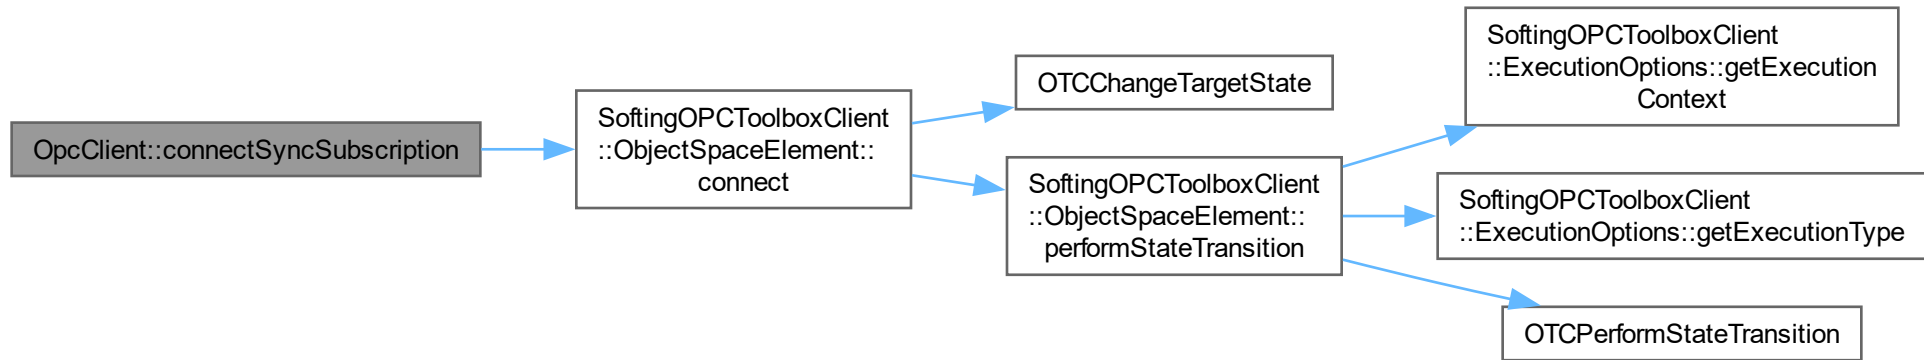 OpcClient::connectSyncSubscription
SoftingOPCToolboxClient
::ObjectSpaceElement::
connect
OTCChangeTargetState
SoftingOPCToolboxClient
::ObjectSpaceElement::
performStateTransition
SoftingOPCToolboxClient
::ExecutionOptions::getExecution
Context
SoftingOPCToolboxClient
::ExecutionOptions::getExecutionType
OTCPerformStateTransition